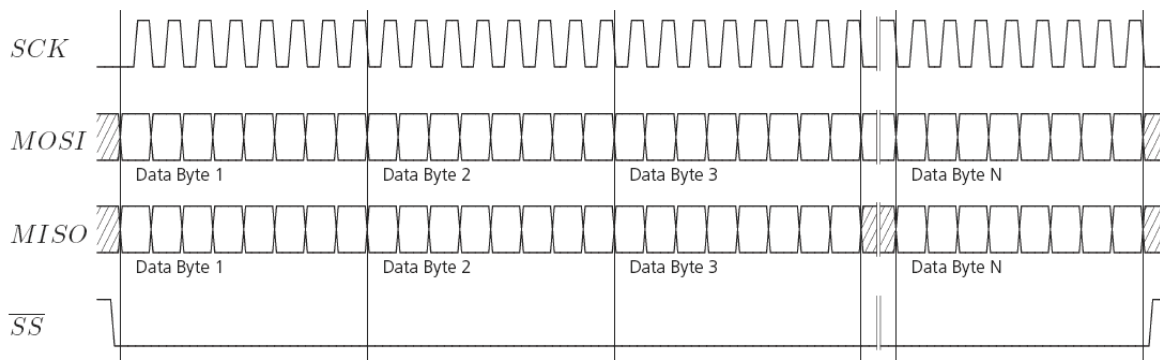 SCK
MOSI
Data Byte 1 Data Byte 2 Data Byte 3 Data Byte N
MISO
Data Byte 1 Data Byte 2 Data Byte 3 Data Byte N
S̅S̅